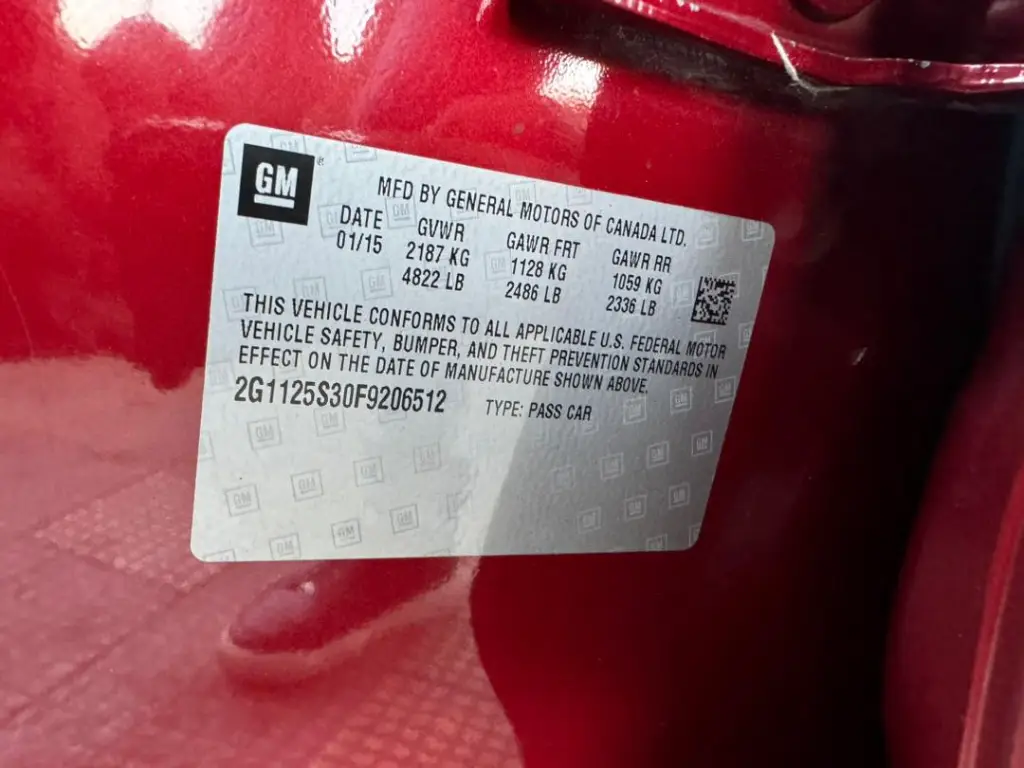 GM
MFD BY GENERAL MOTORS OF CANADA LTD.
DATE GVWR GAWR FRT GAWR RR
01/15 2187 KG 1128 KG 1059 KG
4822 LB 2486 LB 2336 LB
THIS VEHICLE CONFORMS TO ALL APPLICABLE U.S. FEDERAL MOTOR
VEHICLE SAFETY, BUMPER, AND THEFT PREVENTION STANDARDS IN
EFFECT ON THE DATE OF MANUFACTURE SHOWN ABOVE.
2G1125S30F9206512 TYPE: PASS CAR